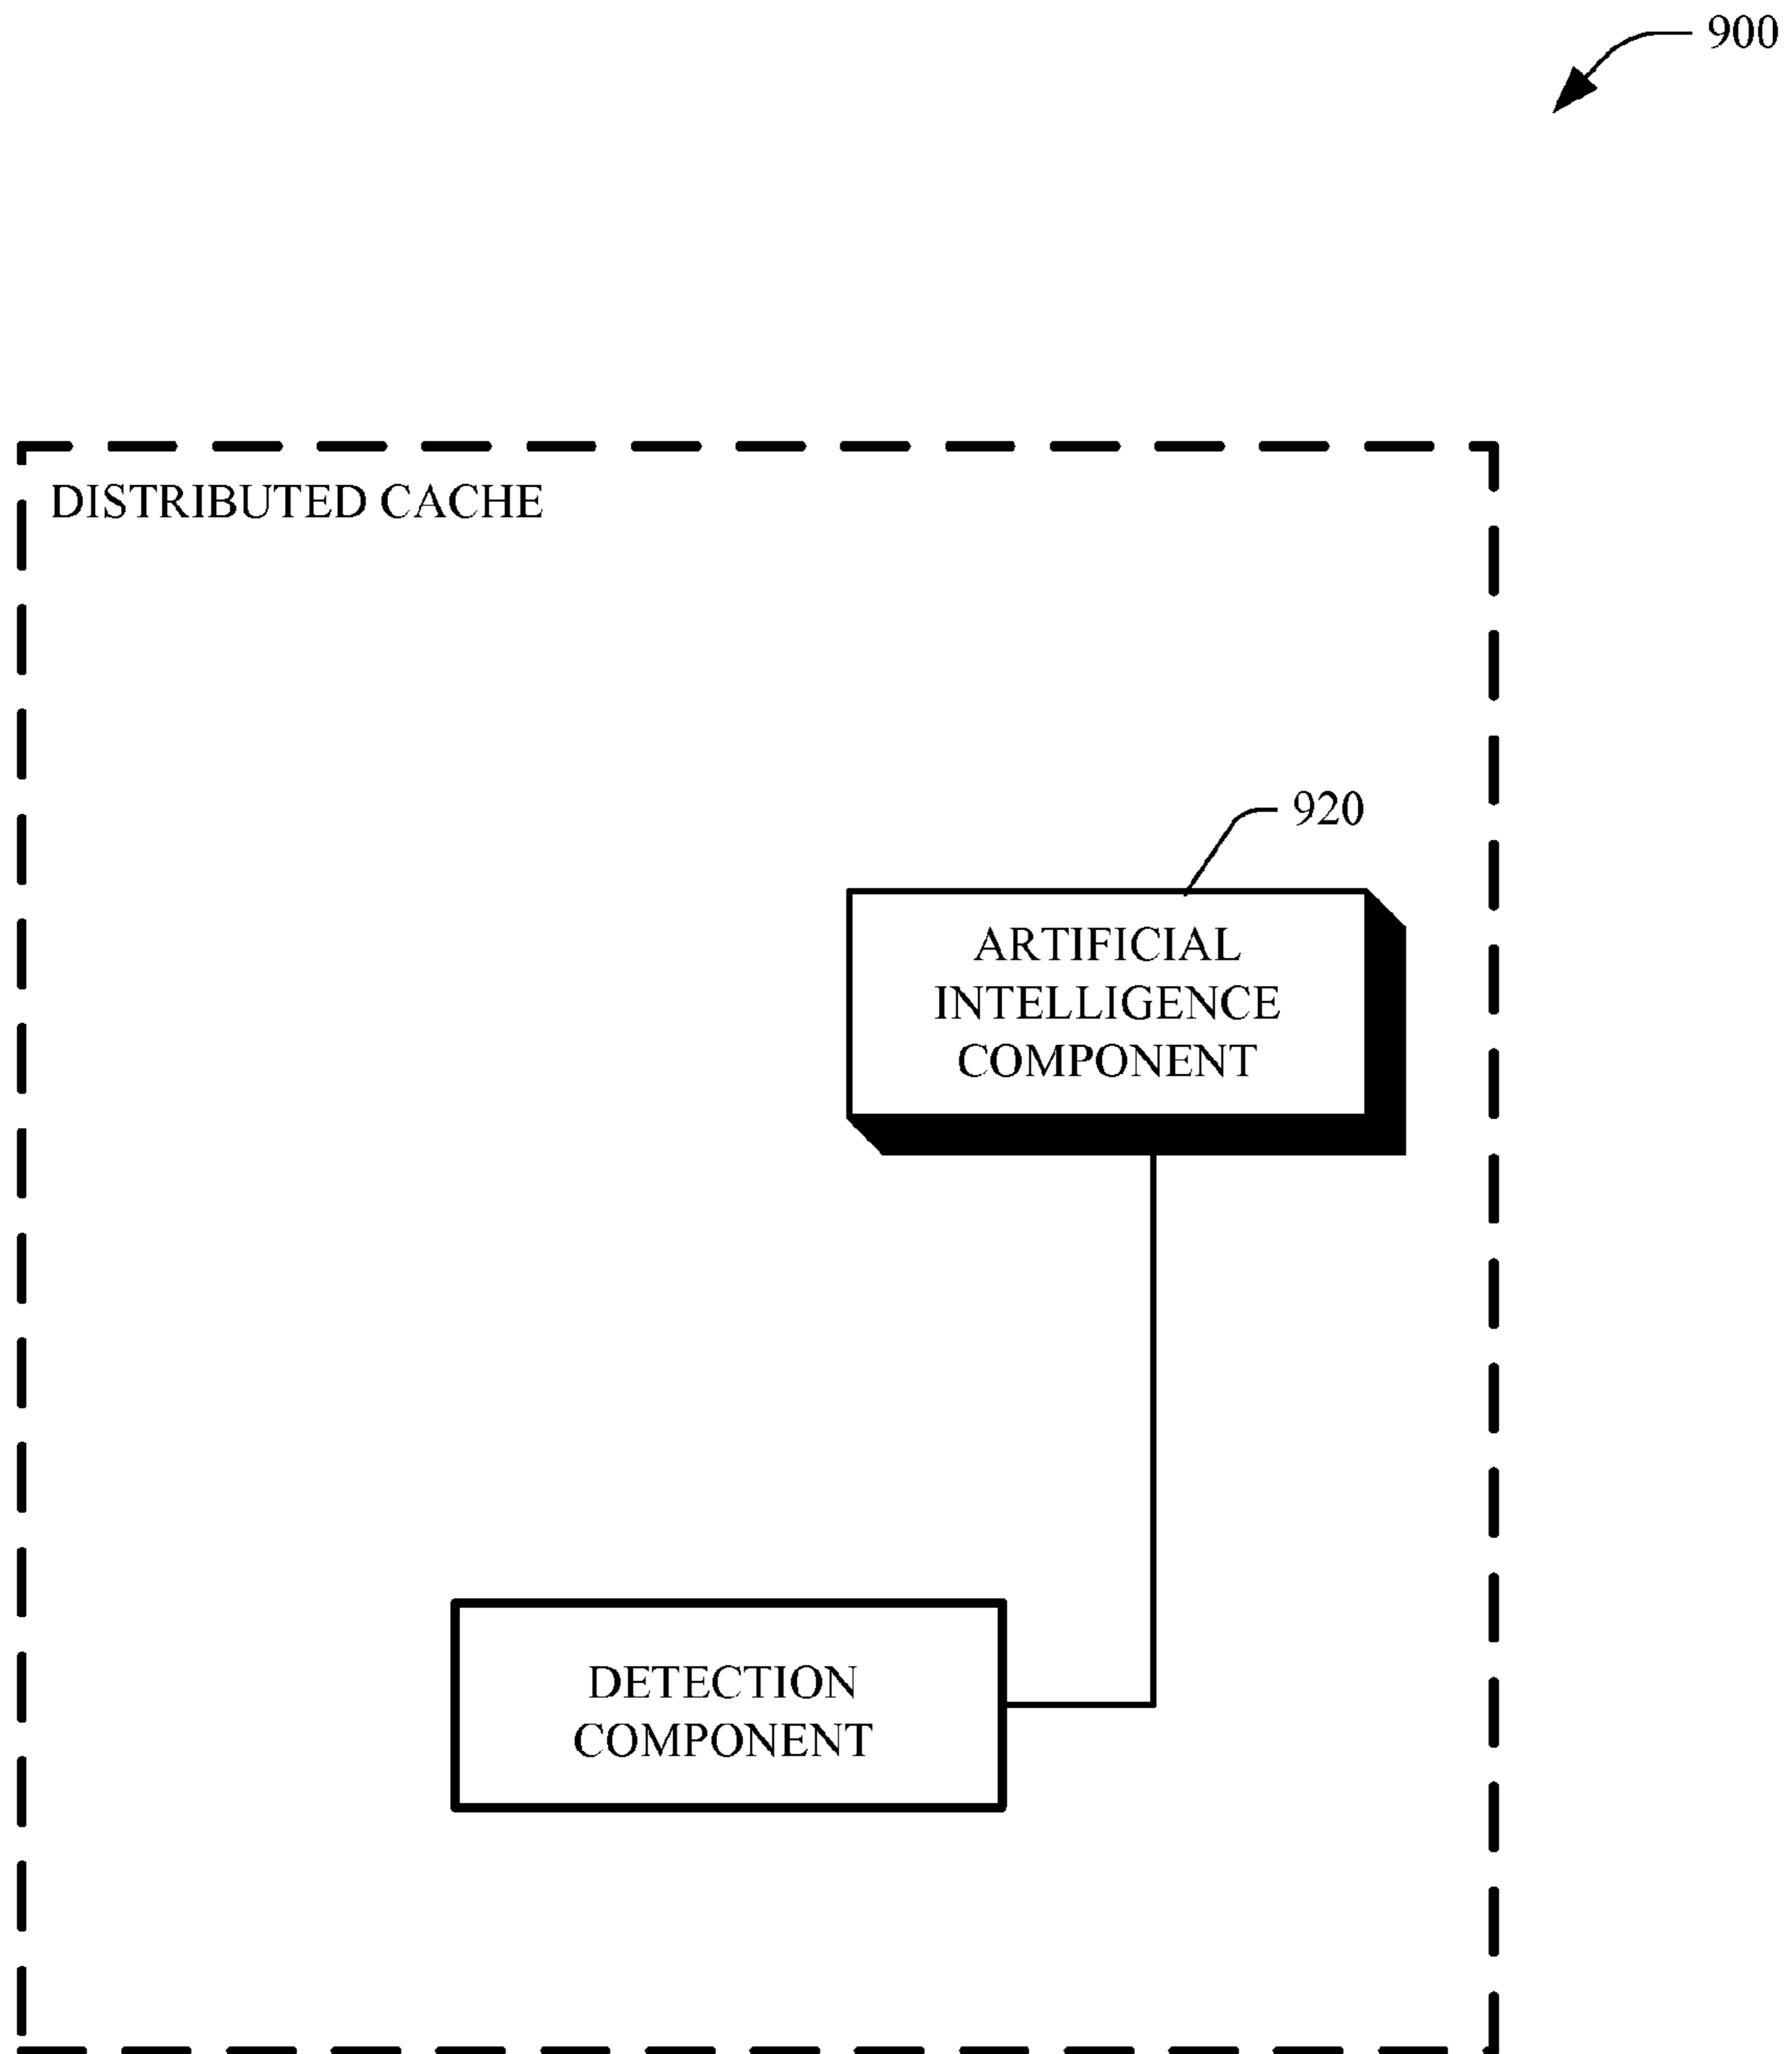 900
DISTRIBUTED CACHE
920
ARTIFICIAL
INTELLIGENCE
COMPONENT
DETECTION
COMPONENT